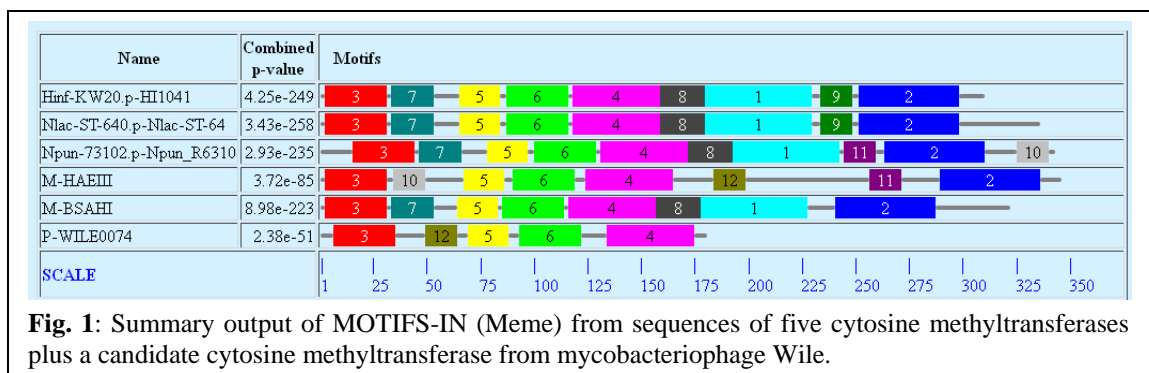 Name Combined p-value Motifs
Hinf-KW20.p-HI1041 4.25e-249 3 7 5 6 4 8 1 9 2
Nlac-ST-640.p-Nlac-ST-64 3.43e-258 3 7 5 6 4 8 1 9 2
Npun-73102.p-Npun_R6310 2.93e-235 3 7 5 6 4 8 1 11 2 10
M-HAEIII 3.72e-85 3 10 5 6 4 12 11 2
M-BSAHI 8.98e-223 3 7 5 6 4 8 1 2
P-WILE0074 2.38e-51 3 12 5 6 4
SCALE 1 25 50 75 100 125 150 175 200 225 250 275 300 325 350
Fig. 1: Summary output of MOTIFS-IN (Meme) from sequences of five cytosine methyltransferases
plus a candidate cytosine methyltransferase from mycobacteriophage Wile.